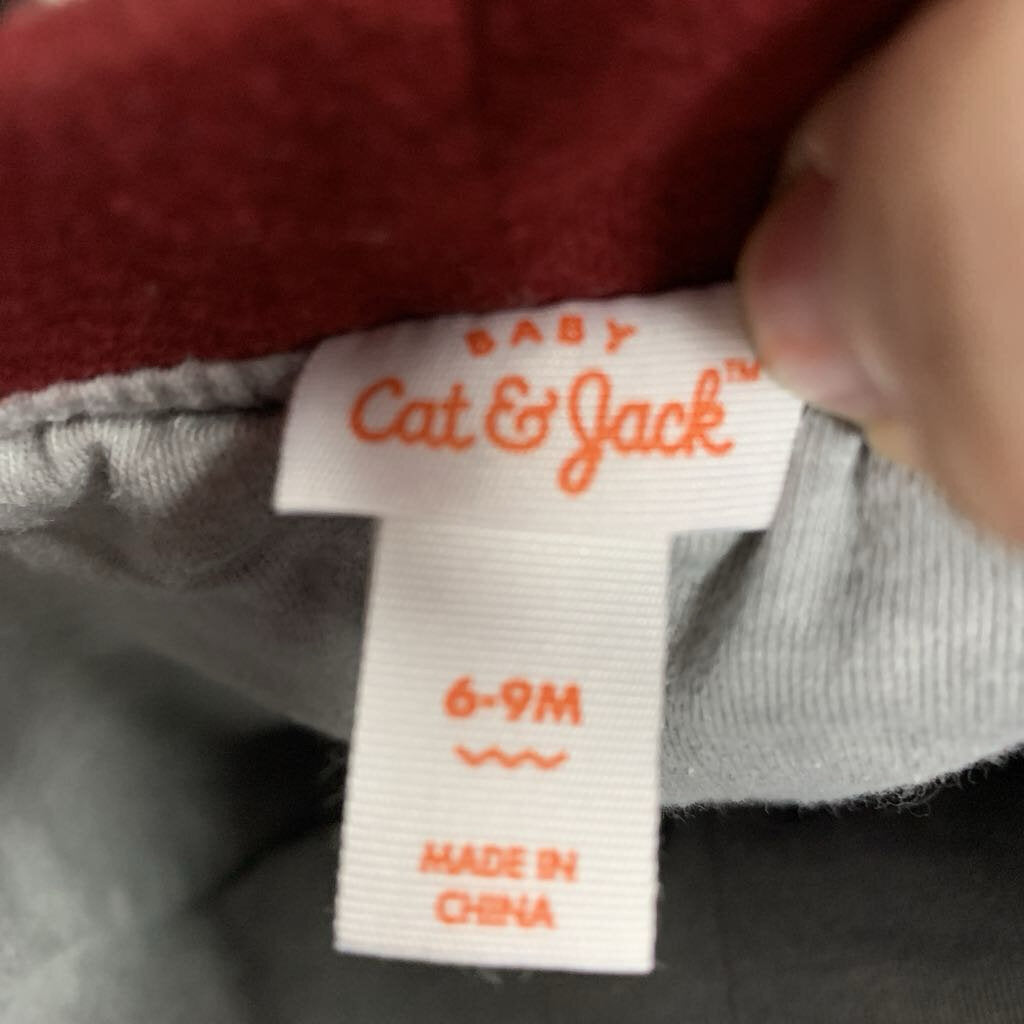 BABY
Cat & Jack™
6-9M
MADE IN
CHINA